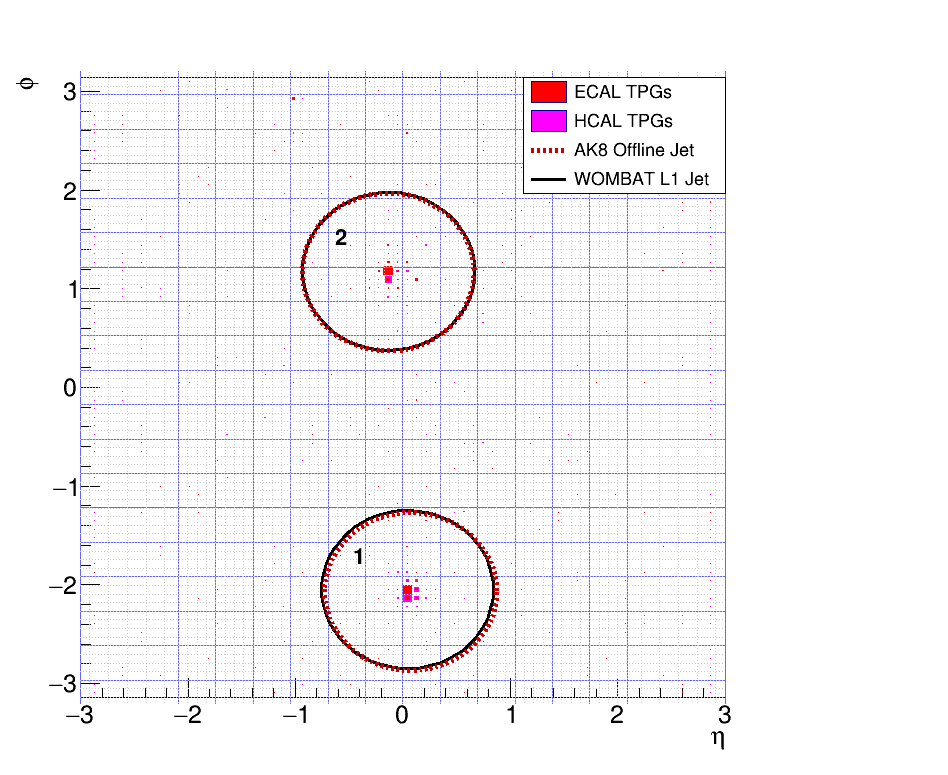 ϕ
3
ECAL TPGs
HCAL TPGs
AK8 Offline Jet
WOMBAT L1 Jet
2
2
1
0
−1
1
−2
−3
−3 −2 −1 0 1 2 3
η